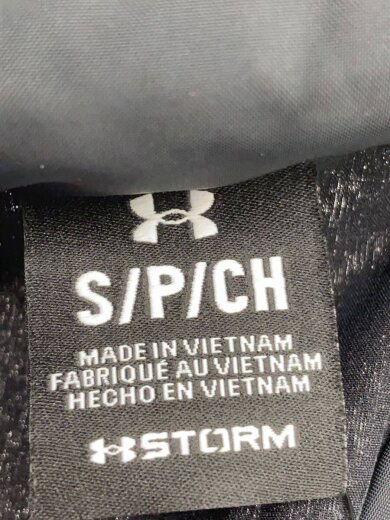 S/P/CH
MADE IN VIETNAM
FABRIQUÉ AU VIETNAM
HECHO EN VIETNAM
STORM